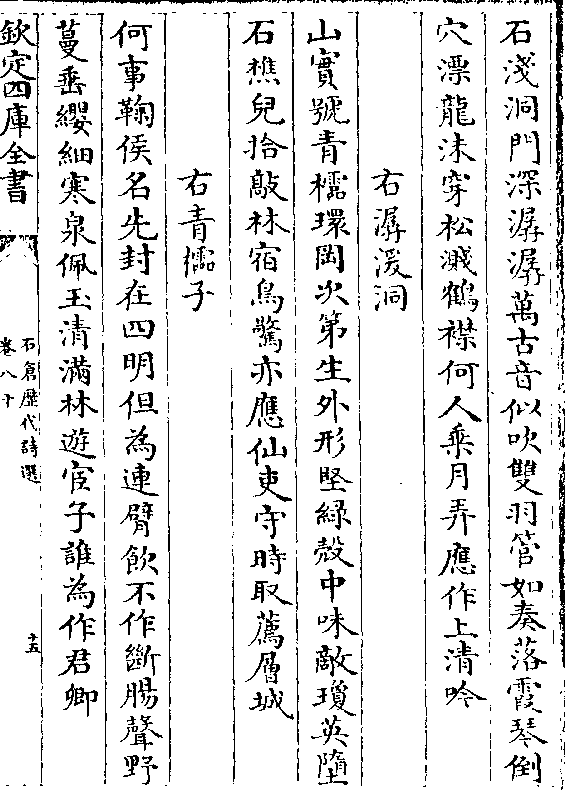 石淺洞門深潺潺萬古音似吹雙羽管如奏落霞琴倒
穴漂龍沫穿松濺鶴襟何人乘月弄應作上清吟
右潺湲洞
山實號青櫺環岡次第生外形堅綠殼中味敵瓊英墮
石樵兒拾敲林宿鳥驚亦應仙吏守時取薦層城
右青櫺子
何事鞠侯名先封在四明但為連臂飲不作斷腸聲野
蔓垂纓細寒泉佩玉清滿林遊宦子誰為作君卿
欽定四庫全書
石倉歷代詩選
卷八十
十五